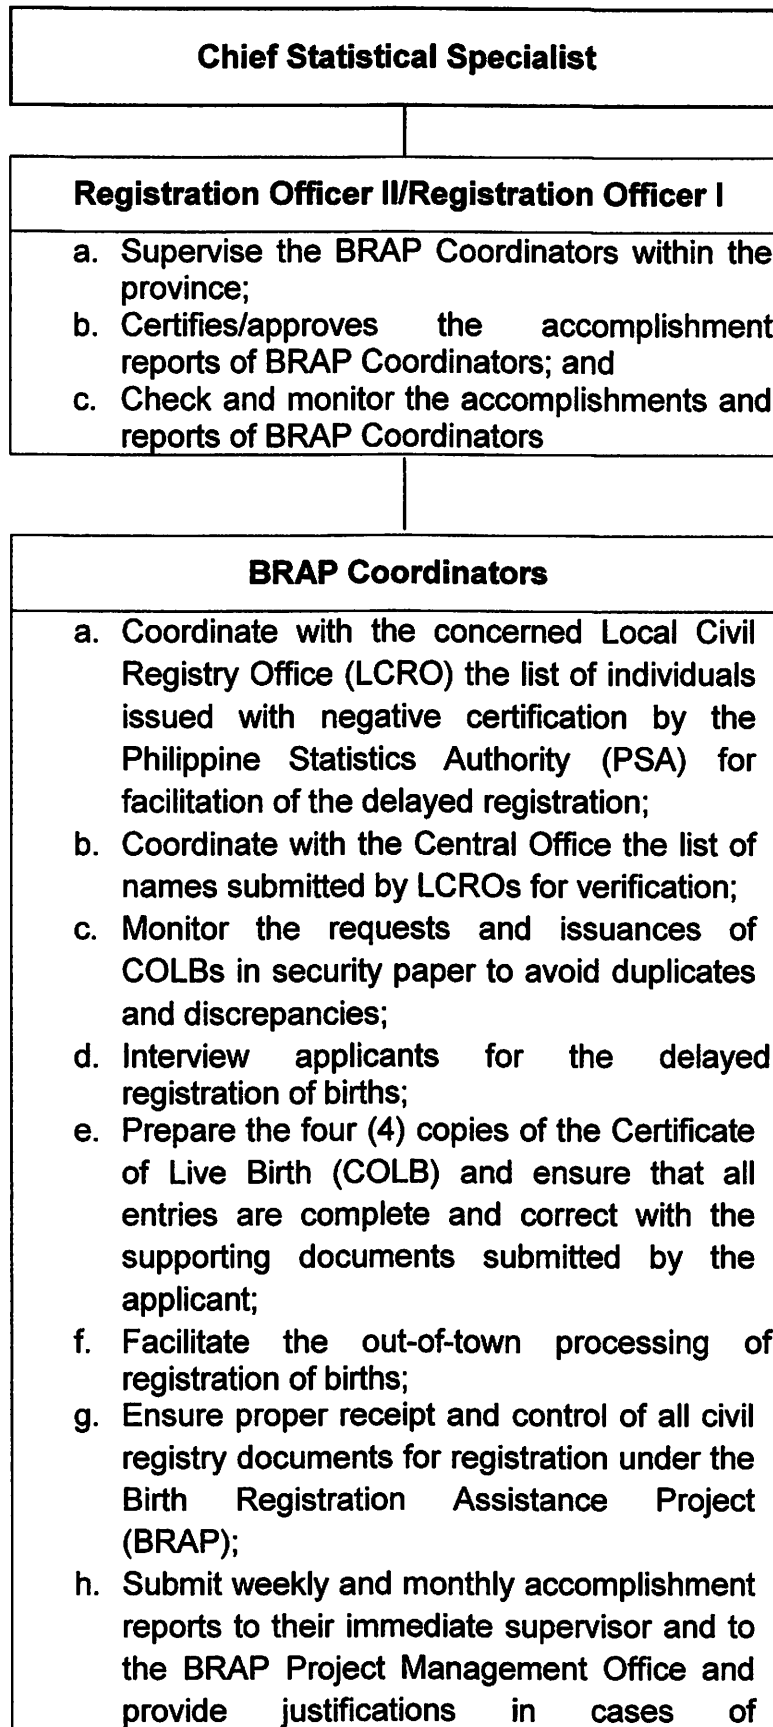 Chief Statistical Specialist
Registration Officer II/Registration Officer I
a. Supervise the BRAP Coordinators within the
province;
b. Certifies/approves the accomplishment
reports of BRAP Coordinators; and
c. Check and monitor the accomplishments and
reports of BRAP Coordinators
BRAP Coordinators
a. Coordinate with the concerned Local Civil
Registry Office (LCRO) the list of individuals
issued with negative certification by the
Philippine Statistics Authority (PSA) for
facilitation of the delayed registration;
b. Coordinate with the Central Office the list of
names submitted by LCROs for verification;
c. Monitor the requests and issuances of
COLBs in security paper to avoid duplicates
and discrepancies;
d. Interview applicants for the delayed
registration of births;
e. Prepare the four (4) copies of the Certificate
of Live Birth (COLB) and ensure that all
entries are complete and correct with the
supporting documents submitted by the
applicant;
f. Facilitate the out-of-town processing of
registration of births;
g. Ensure proper receipt and control of all civil
registry documents for registration under the
Birth Registration Assistance Project
(BRAP);
h. Submit weekly and monthly accomplishment
reports to their immediate supervisor and to
the BRAP Project Management Office and
provide justifications in cases of